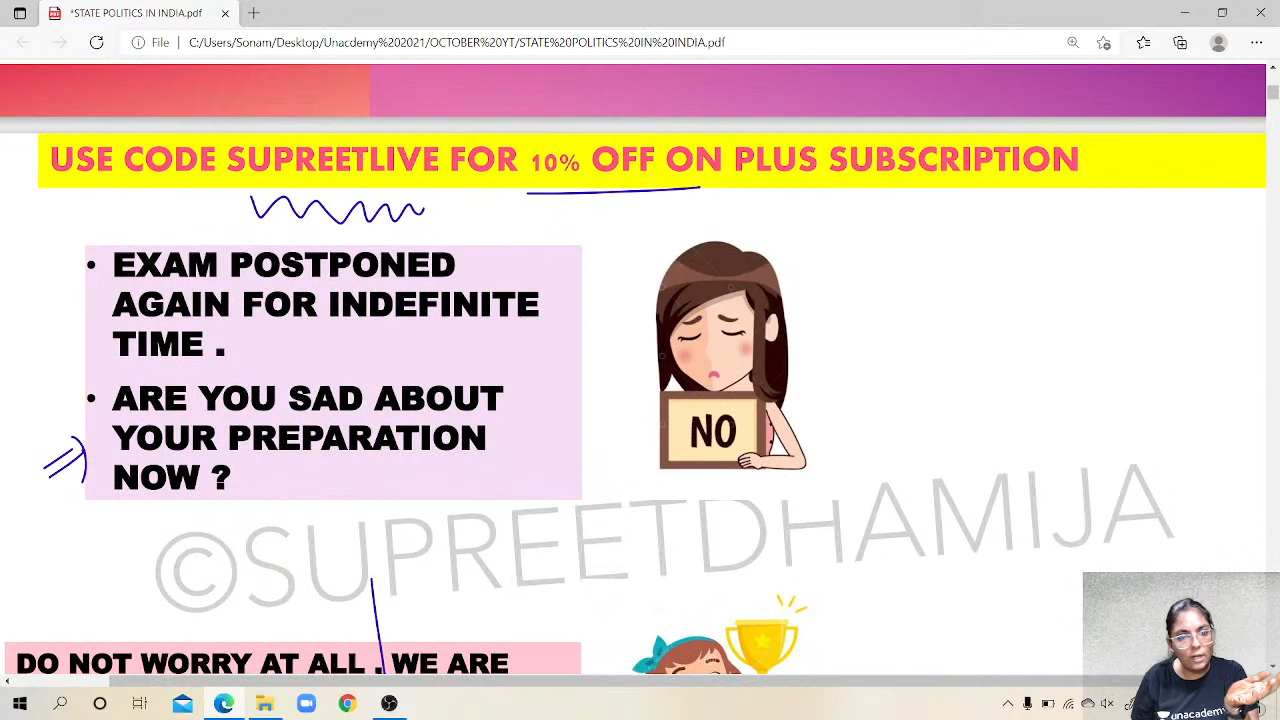 *STATE POLITICS IN INDIA.pdf
File C:/Users/Sonam/Desktop/Unacdemy%202021/OCTOBER%20YT/STATE%20POLITICS%20IN%20INDIA.pdf
USE CODE SUPREETLIVE FOR 10% OFF ON PLUS SUBSCRIPTION
• EXAM POSTPONED
AGAIN FOR INDEFINITE
TIME .
• ARE YOU SAD ABOUT
YOUR PREPARATION
NOW ?
NO
©SUPREETDHAMIJA
DO NOT WORRY AT ALL . WE ARE
unacademy